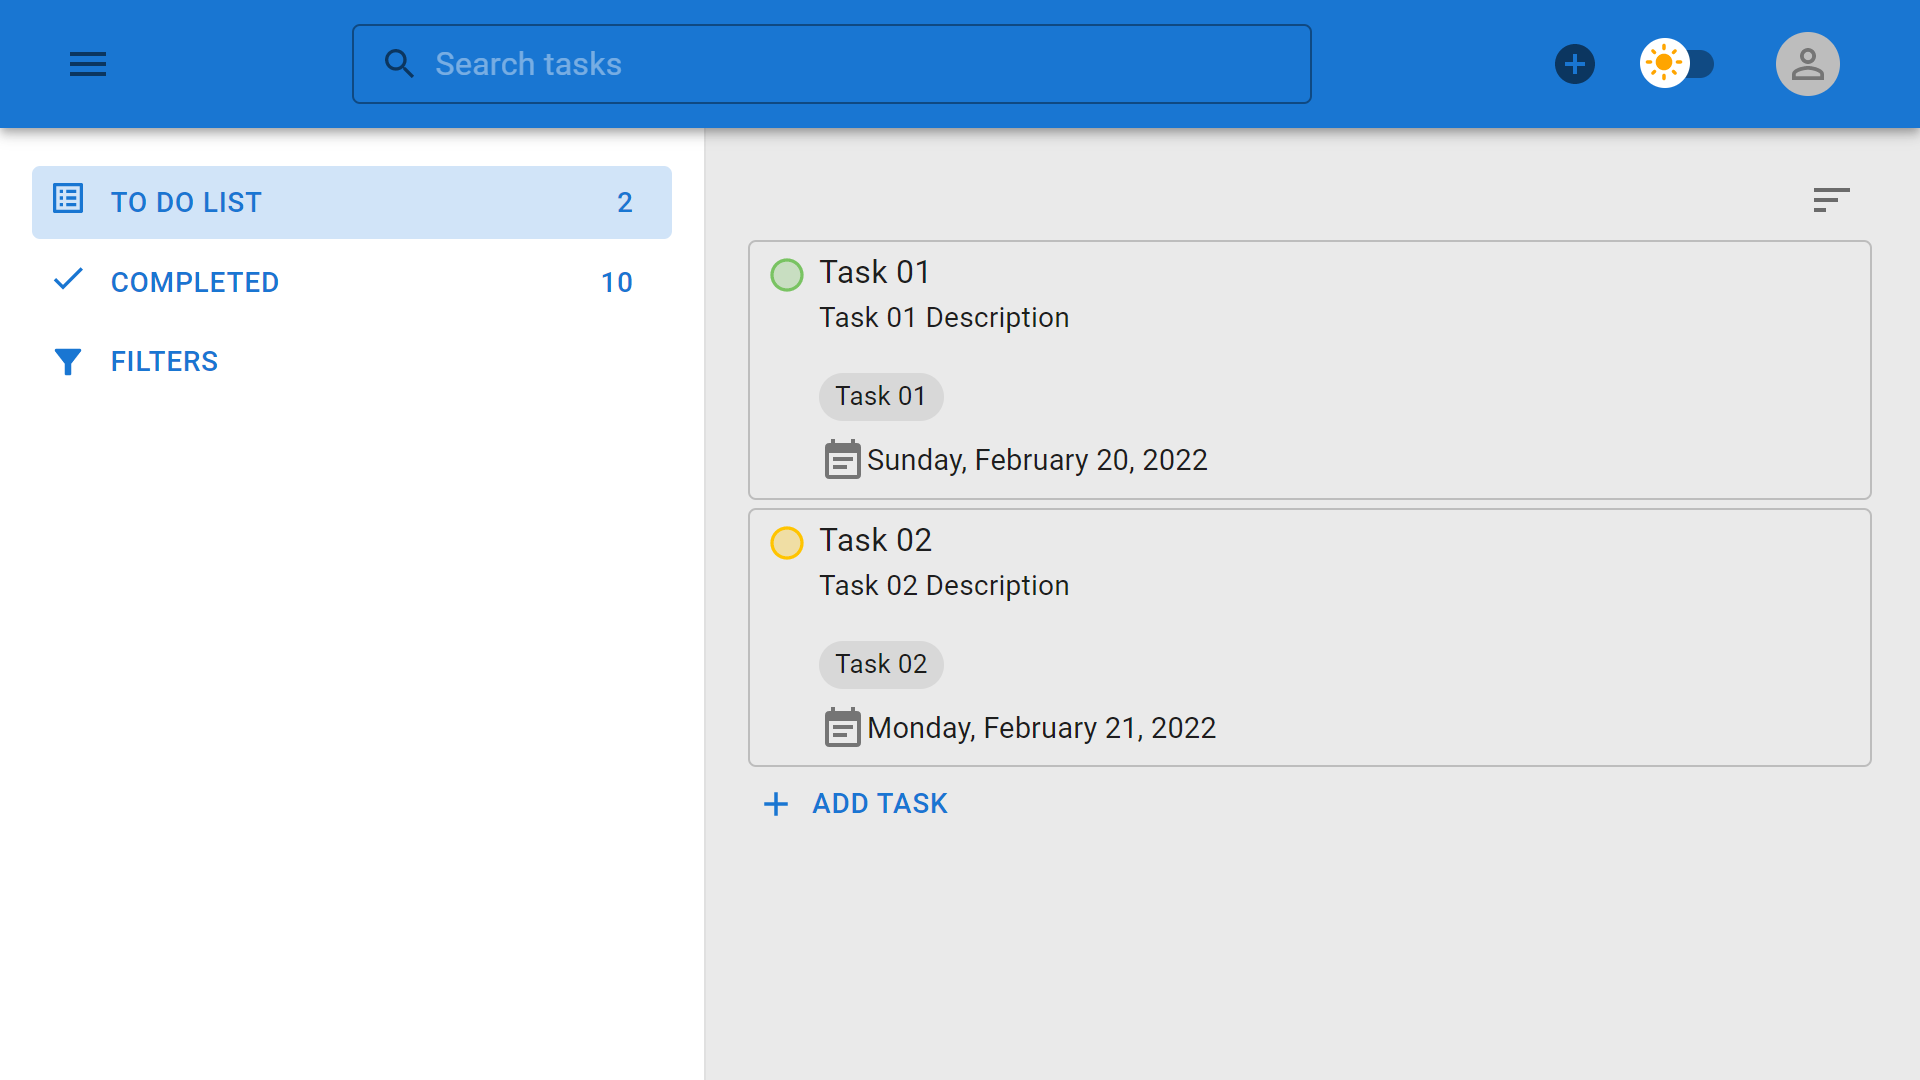 Search tasks
TO DO LIST 2
COMPLETED 10
FILTERS
Task 01
Task 01 Description
Task 01
Sunday, February 20, 2022
Task 02
Task 02 Description
Task 02
Monday, February 21, 2022
ADD TASK